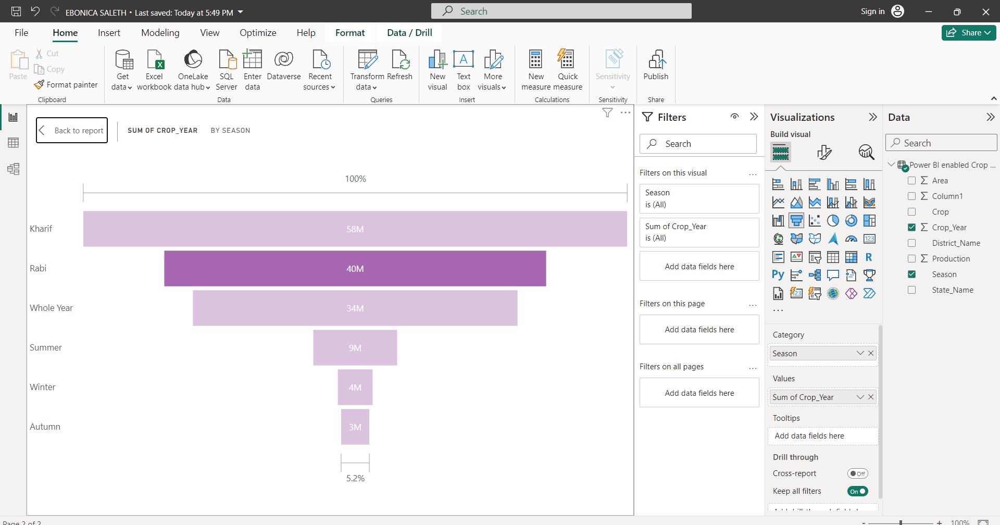 EBONICA SALETH • Last saved: Today at 5:49 PM
Search
Sign in
File
Home
Insert
Modeling
View
Optimize
Help
Format
Data / Drill
Share
Paste
Cut
Copy
Format painter
Clipboard
Get data
Excel workbook
OneLake data hub
SQL Server
Enter data
Dataverse
Recent sources
Data
Transform data
Refresh
Queries
New visual
Text box
More visuals
Insert
New measure
Quick measure
Calculations
Sensitivity
Sensitivity
Publish
Share
Back to report
SUM OF CROP_YEAR BY SEASON
100%
Kharif
58M
Rabi
40M
Whole Year
34M
Summer
9M
Winter
4M
Autumn
3M
5.2%
Filters
Search
Filters on this visual
...
Season
is (All)
Sum of Crop_Year
is (All)
Add data fields here
Filters on this page
...
Add data fields here
Filters on all pages
...
Add data fields here
Visualizations
Build visual
123
R
Py
123
...
Category
Season
Values
Sum of Crop_Year
Tooltips
Add data fields here
Drill through
Cross-report
Off
Keep all filters
On
Data
Search
Power BI enabled Crop ...
Area
Column1
Crop
Crop_Year
District_Name
Production
Season
State_Name
Page 2 of 2
- + 100%